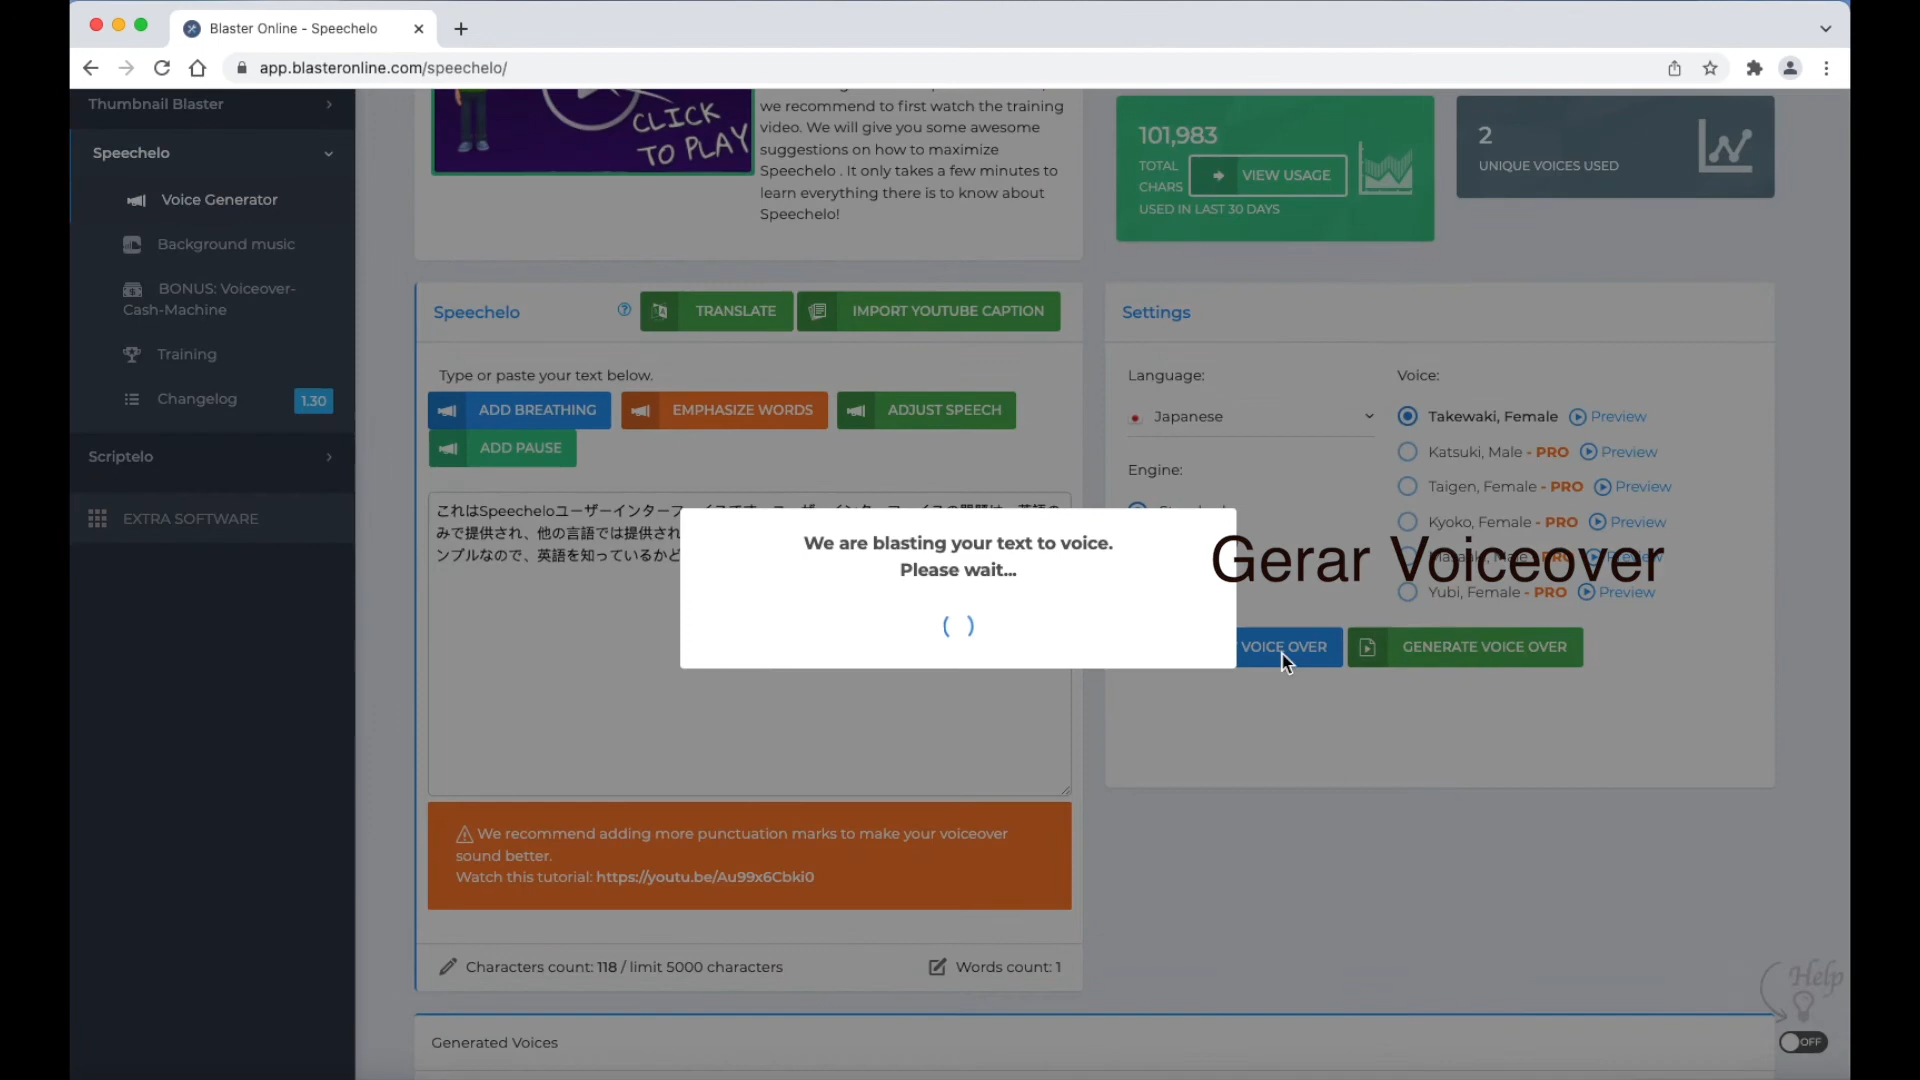 Blaster Online - Speechelo
app.blasteronline.com/speechelo/
Thumbnail Blaster
Speechelo
Voice Generator
Background music
BONUS: Voiceover-
Cash-Machine
Training
Changelog 1.30
Scriptelo
EXTRA SOFTWARE
CLICK
TO PLAY
we recommend to first watch the training
video. We will give you some awesome
suggestions on how to maximize
Speechelo . It only takes a few minutes to
learn everything there is to know about
Speechelo!
101,983
TOTAL
CHARS
VIEW USAGE
USED IN LAST 30 DAYS
2
UNIQUE VOICES USED
Speechelo
TRANSLATE
IMPORT YOUTUBE CAPTION
Type or paste your text below.
ADD BREATHING
EMPHASIZE WORDS
ADJUST SPEECH
ADD PAUSE
これはSpeecheloユーザーインターフ
みで提供され、他の言語では提供され
ンプルなので、英語を知っているかど
We are blasting your text to voice.
Please wait...
We recommend adding more punctuation marks to make your voiceover
sound better.
Watch this tutorial: https://youtu.be/Au99x6Cbki0
Characters count: 118 / limit 5000 characters
Words count: 1
Settings
Language:
Japanese
Engine:
Voice:
Takewaki, Female Preview
Katsuki, Male - PRO Preview
Taigen, Female - PRO Preview
Kyoko, Female - PRO Preview
Gerar Voiceover
Yubi, Female - PRO Preview
VOICE OVER
GENERATE VOICE OVER
Generated Voices
Help
OFF